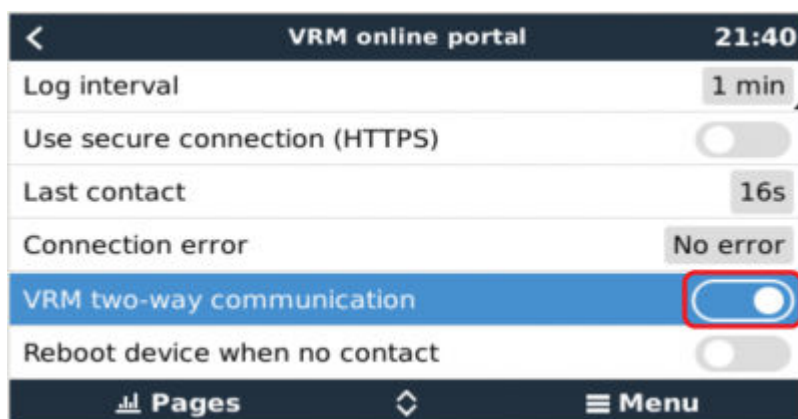 VRM online portal 21:40
Log interval 1 min
Use secure connection (HTTPS)
Last contact 16s
Connection error No error
VRM two-way communication
Reboot device when no contact
Pages Menu